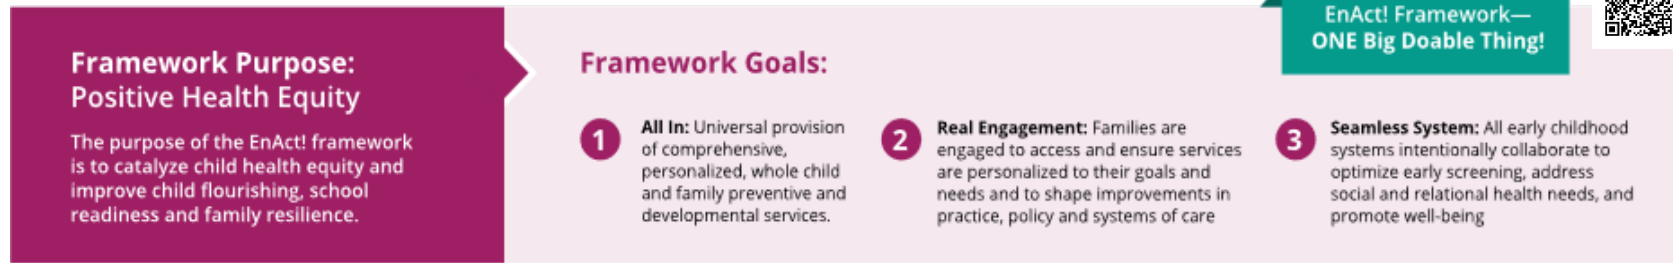 Framework Purpose:
Positive Health Equity
The purpose of the EnAct! framework
is to catalyze child health equity and
improve child flourishing, school
readiness and family resilience.
Framework Goals:
EnAct! Framework—
ONE Big Doable Thing!
1
All In: Universal provision
of comprehensive,
personalized, whole child
and family preventive and
developmental services.
2
Real Engagement: Families are
engaged to access and ensure services
are personalized to their goals and
needs and to shape improvements in
practice, policy and systems of care
3
Seamless System: All early childhood
systems intentionally collaborate to
optimize early screening, address
social and relational health needs, and
promote well-being